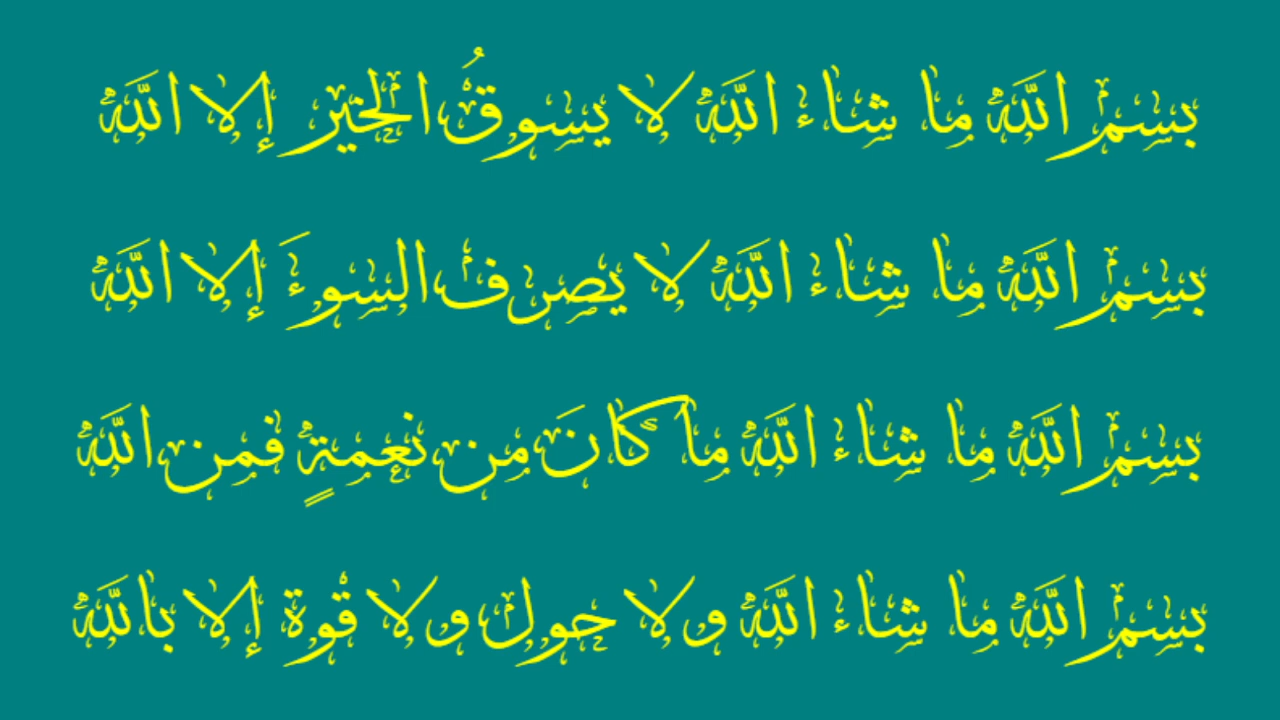 بسم الله ما شاء الله لا يسوقُ الخير إلا الله
بسم الله ما شاء الله لا يصرف السوءَ إلا الله
بسم الله ما شاء الله ما كانَ من نعمةٍ فمن الله
بسم الله ما شاء الله ولا حول ولا قوة إلا بالله